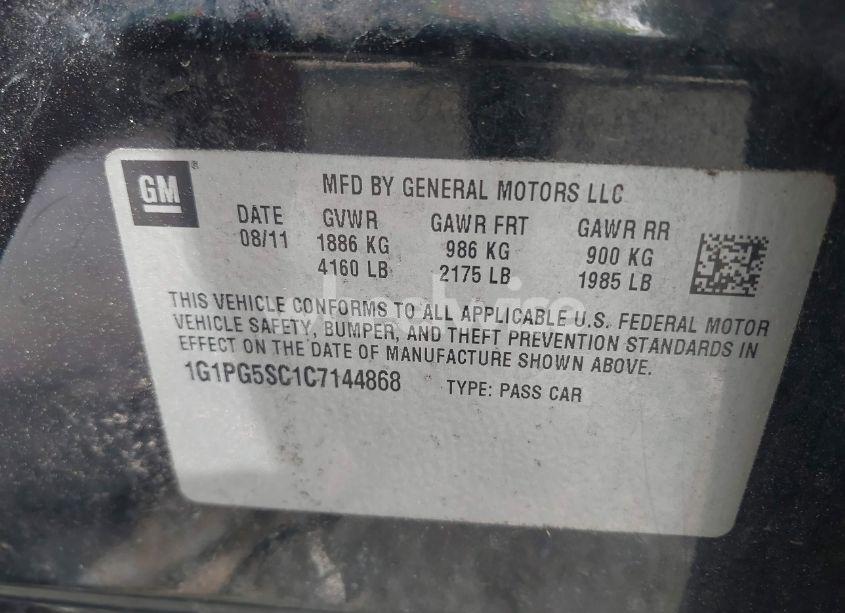 GM
MFD BY GENERAL MOTORS LLC
DATE GVWR GAWR FRT GAWR RR
08/11 1886 KG 986 KG 900 KG
4160 LB 2175 LB 1985 LB
THIS VEHICLE CONFORMS TO ALL APPLICABLE U.S. FEDERAL MOTOR
VEHICLE SAFETY, BUMPER, AND THEFT PREVENTION STANDARDS IN
EFFECT ON THE DATE OF MANUFACTURE SHOWN ABOVE.
1G1PG5SC1C7144868 TYPE: PASS CAR